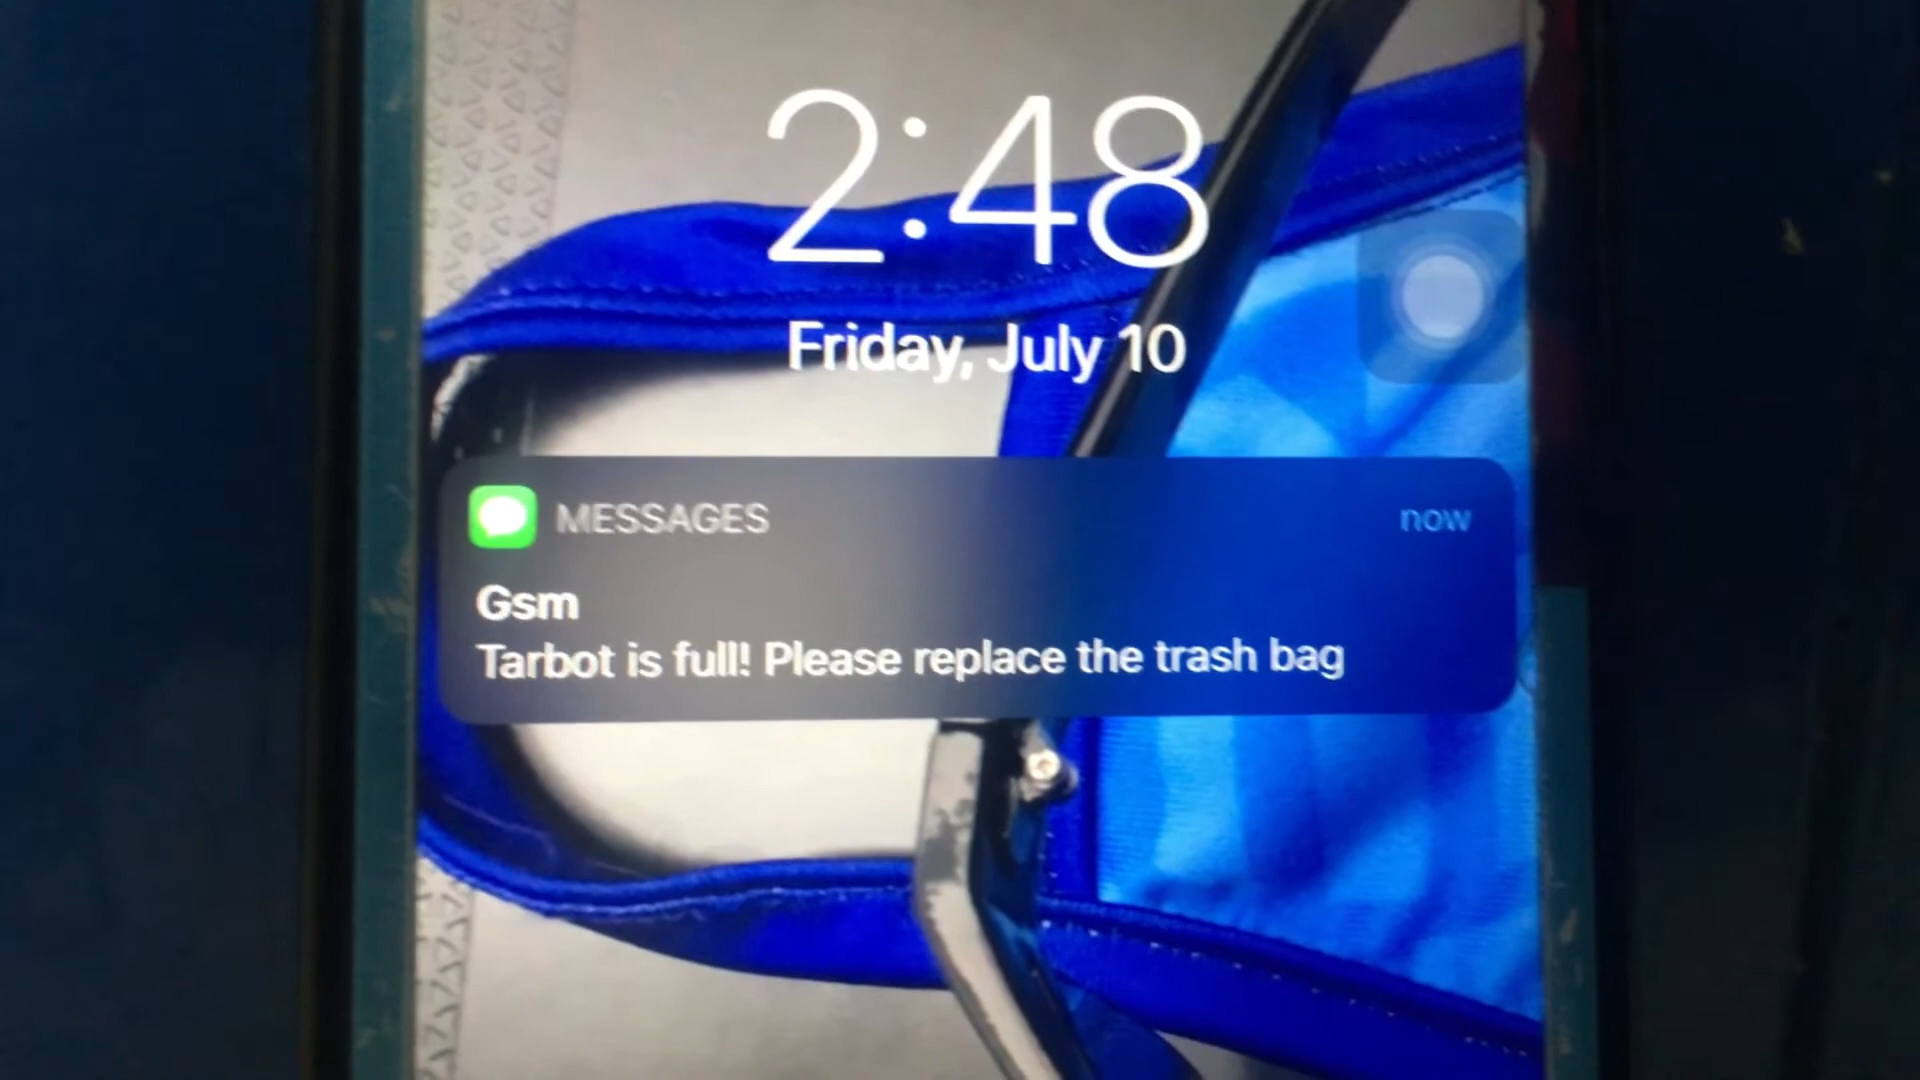 2:48
Friday, July 10
MESSAGES
now
Gsm
Tarbot is full! Please replace the trash bag